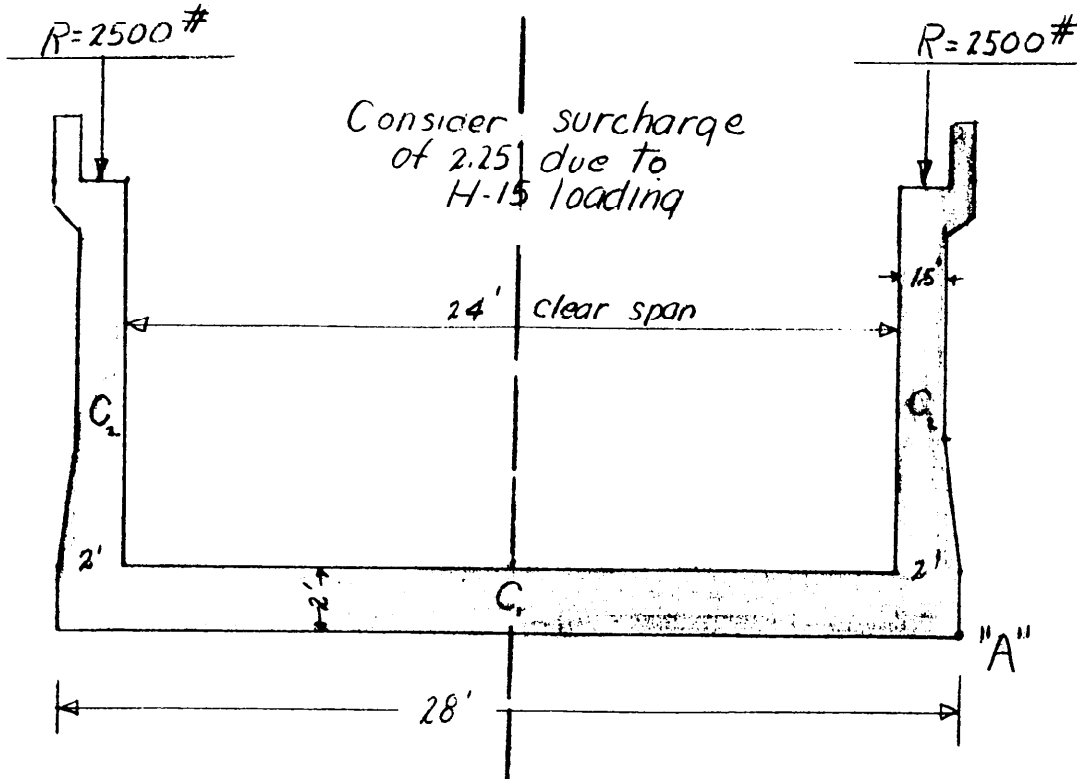 R=2500#
R=2500#
Consider surcharge
of 2.25' due to
H-15 loading
1.5'
24' clear span
C₂
C₂
2'
2'
2'
C₁
"A"
28'